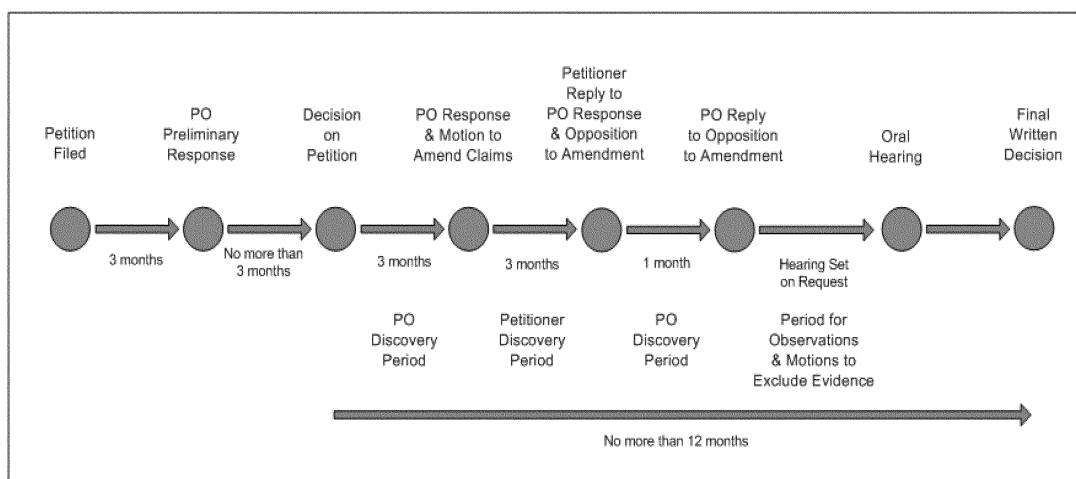 Petition
Filed
PO
Preliminary
Response
Decision
on
Petition
PO Response
& Motion to
Amend Claims
Petitioner
Reply to
PO Response
& Opposition
to Amendment
PO Reply
to Opposition
to Amendment
Oral
Hearing
Final
Written
Decision
3 months
No more than
3 months
3 months
3 months
1 month
Hearing Set
on Request
PO
Discovery
Period
Petitioner
Discovery
Period
PO
Discovery
Period
Period for
Observations
& Motions to
Exclude Evidence
No more than 12 months